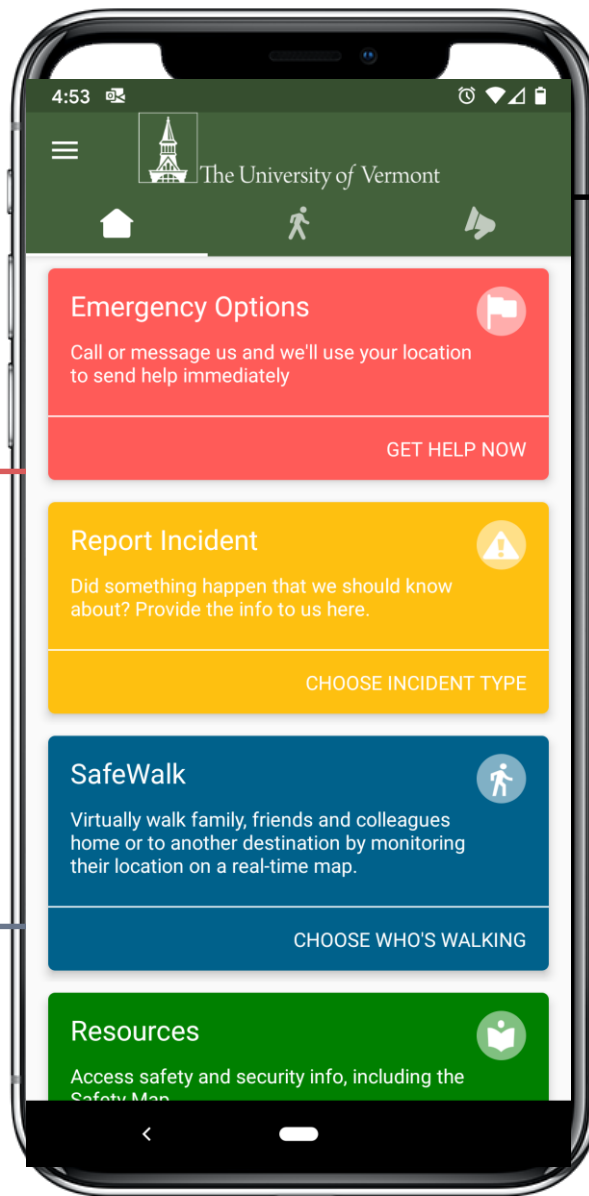 4:53
The University of Vermont
Emergency Options
Call or message us and we'll use your location
to send help immediately
GET HELP NOW
Report Incident
Did something happen that we should know
about? Provide the info to us here.
CHOOSE INCIDENT TYPE
SafeWalk
Virtually walk family, friends and colleagues
home or to another destination by monitoring
their location on a real-time map.
CHOOSE WHO'S WALKING
Resources
Access safety and security info, including the
Safety Map